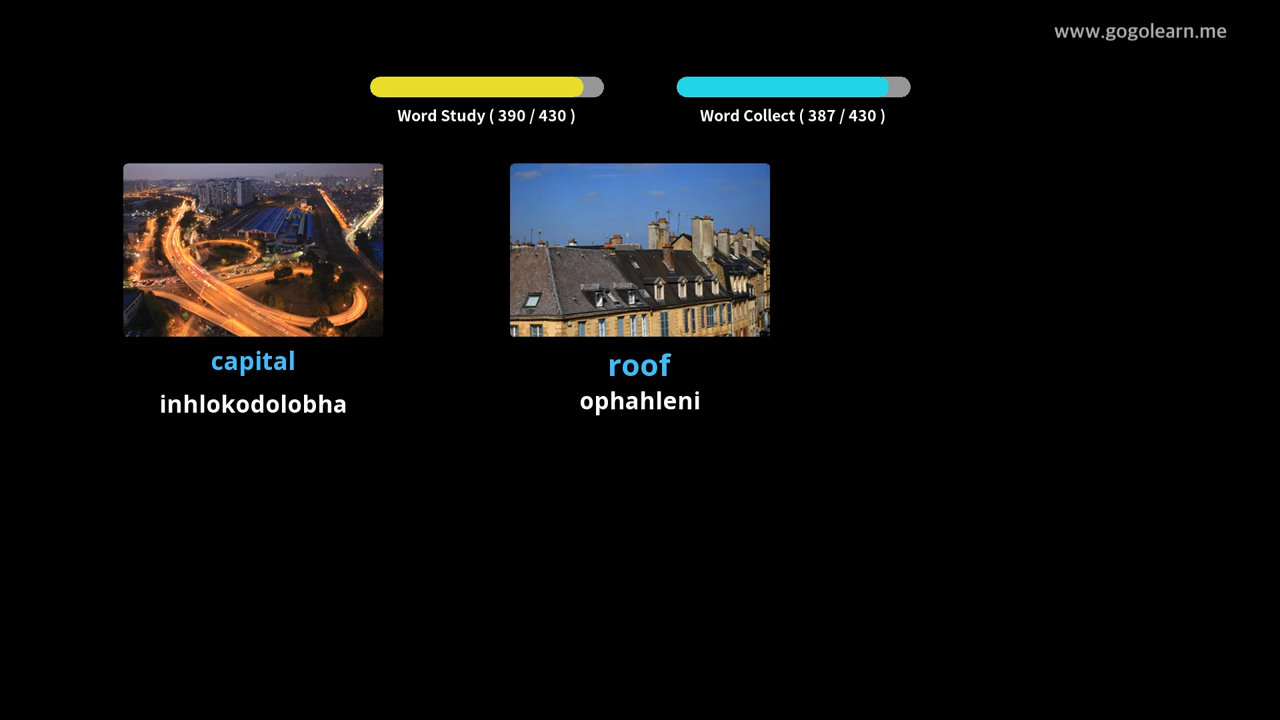 www.gogolearn.me
Word Study ( 390 / 430 )
Word Collect ( 387 / 430 )
capital
inhlokodolobha
roof
ophahleni